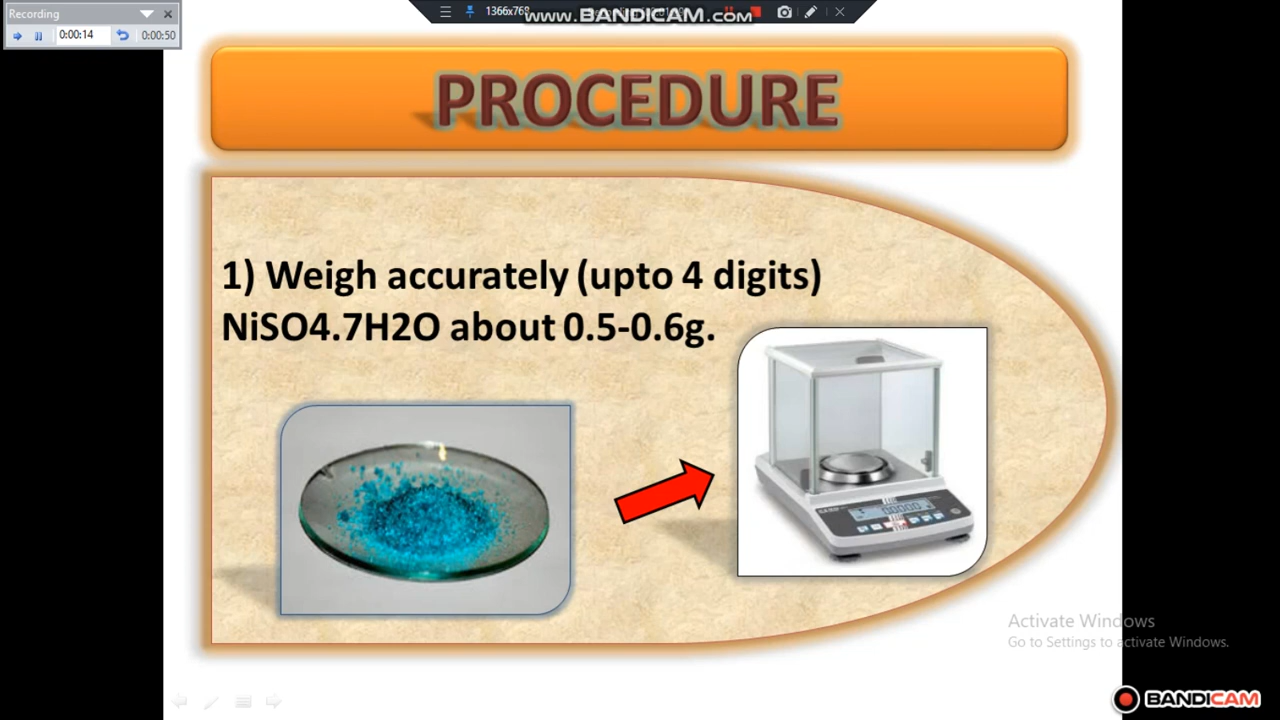 Recording
0:00:14
0:00:50
1366x768
www.BANDICAM.com
PROCEDURE
1) Weigh accurately (upto 4 digits)
NiSO4.7H2O about 0.5-0.6g.
Activate Windows
Go to Settings to activate Windows.
BANDICAM